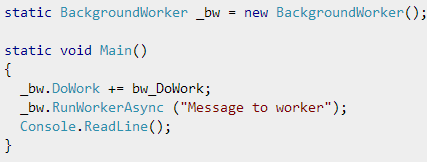 static BackgroundWorker _bw = new BackgroundWorker();
static void Main()
{
  _bw.DoWork += bw_DoWork;
  _bw.RunWorkerAsync ("Message to worker");
  Console.ReadLine();
}